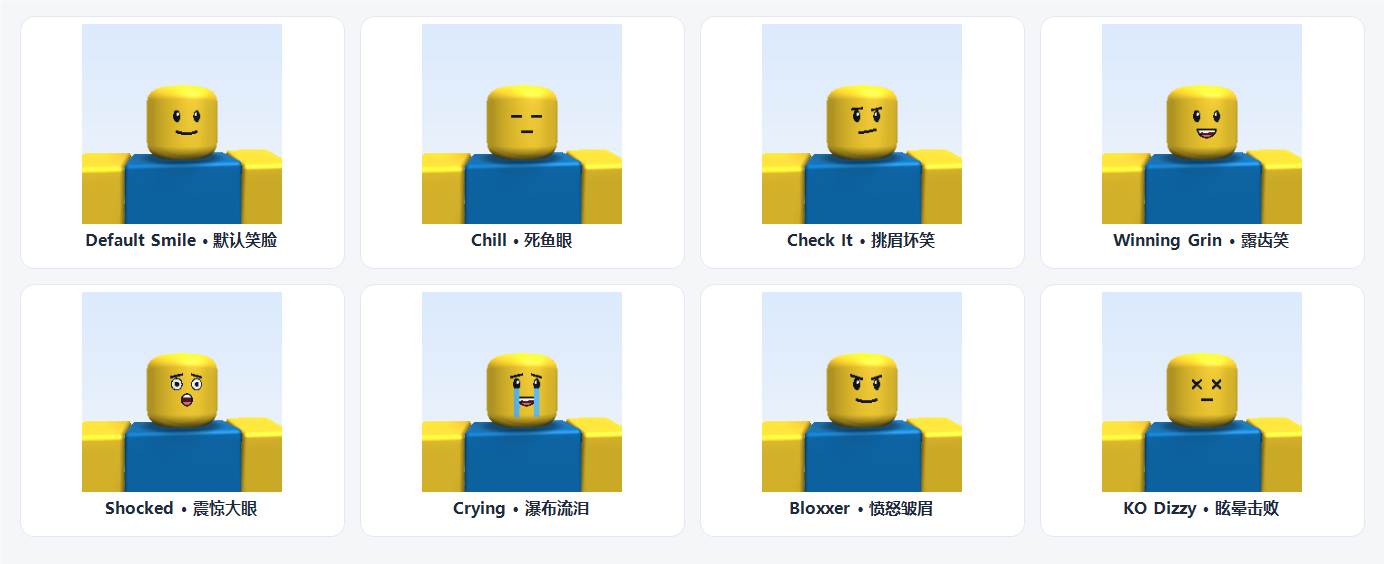 Default Smile • 默认笑脸
Chill • 死鱼眼
Check It • 挑眉坏笑
Winning Grin • 露齿笑
Shocked • 震惊大眼
Crying • 瀑布流泪
Bloxxer • 愤怒皱眉
KO Dizzy • 眩晕击败